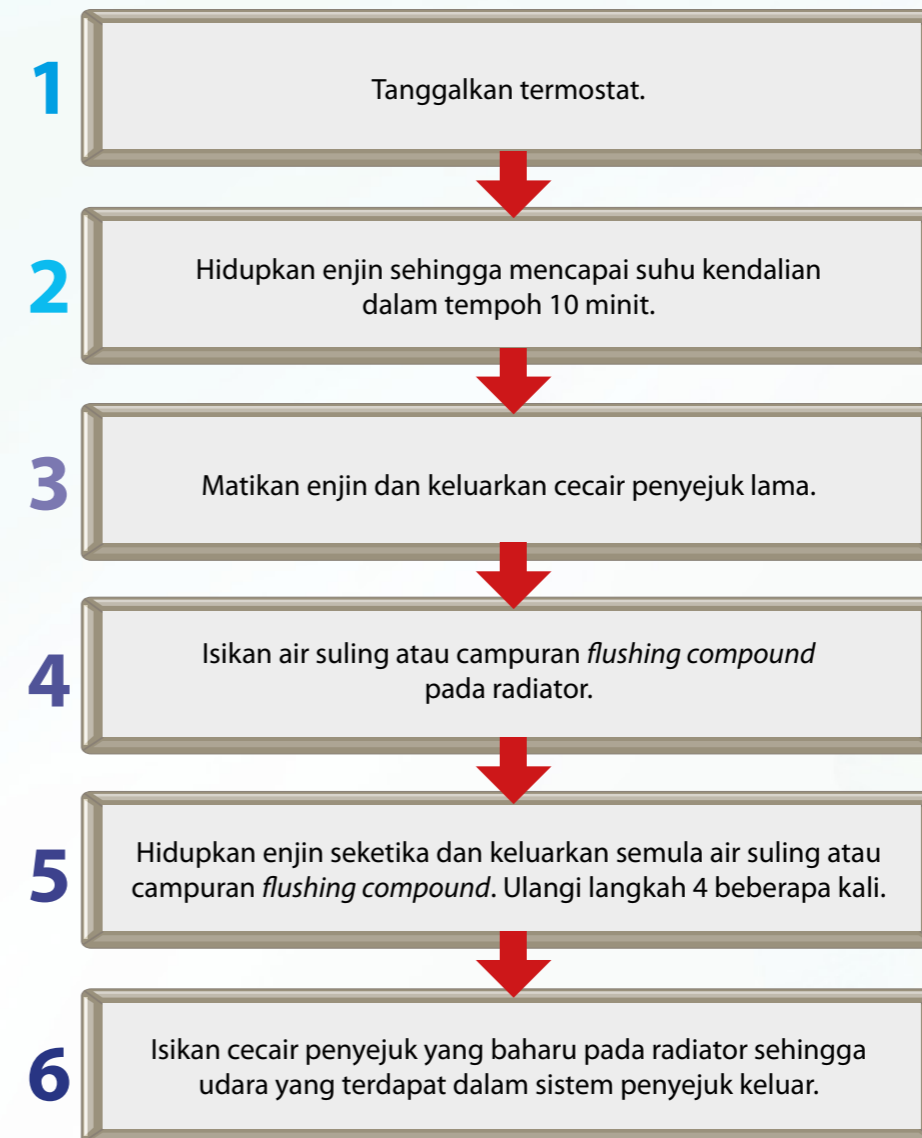 1
Tanggalkan termostat.
2
Hidupkan enjin sehingga mencapai suhu kendalian
dalam tempoh 10 minit.
3
Matikan enjin dan keluarkan cecair penyejuk lama.
4
Isikan air suling atau campuran flushing compound
pada radiator.
5
Hidupkan enjin seketika dan keluarkan semula air suling atau
campuran flushing compound. Ulangi langkah 4 beberapa kali.
6
Isikan cecair penyejuk yang baharu pada radiator sehingga
udara yang terdapat dalam sistem penyejuk keluar.